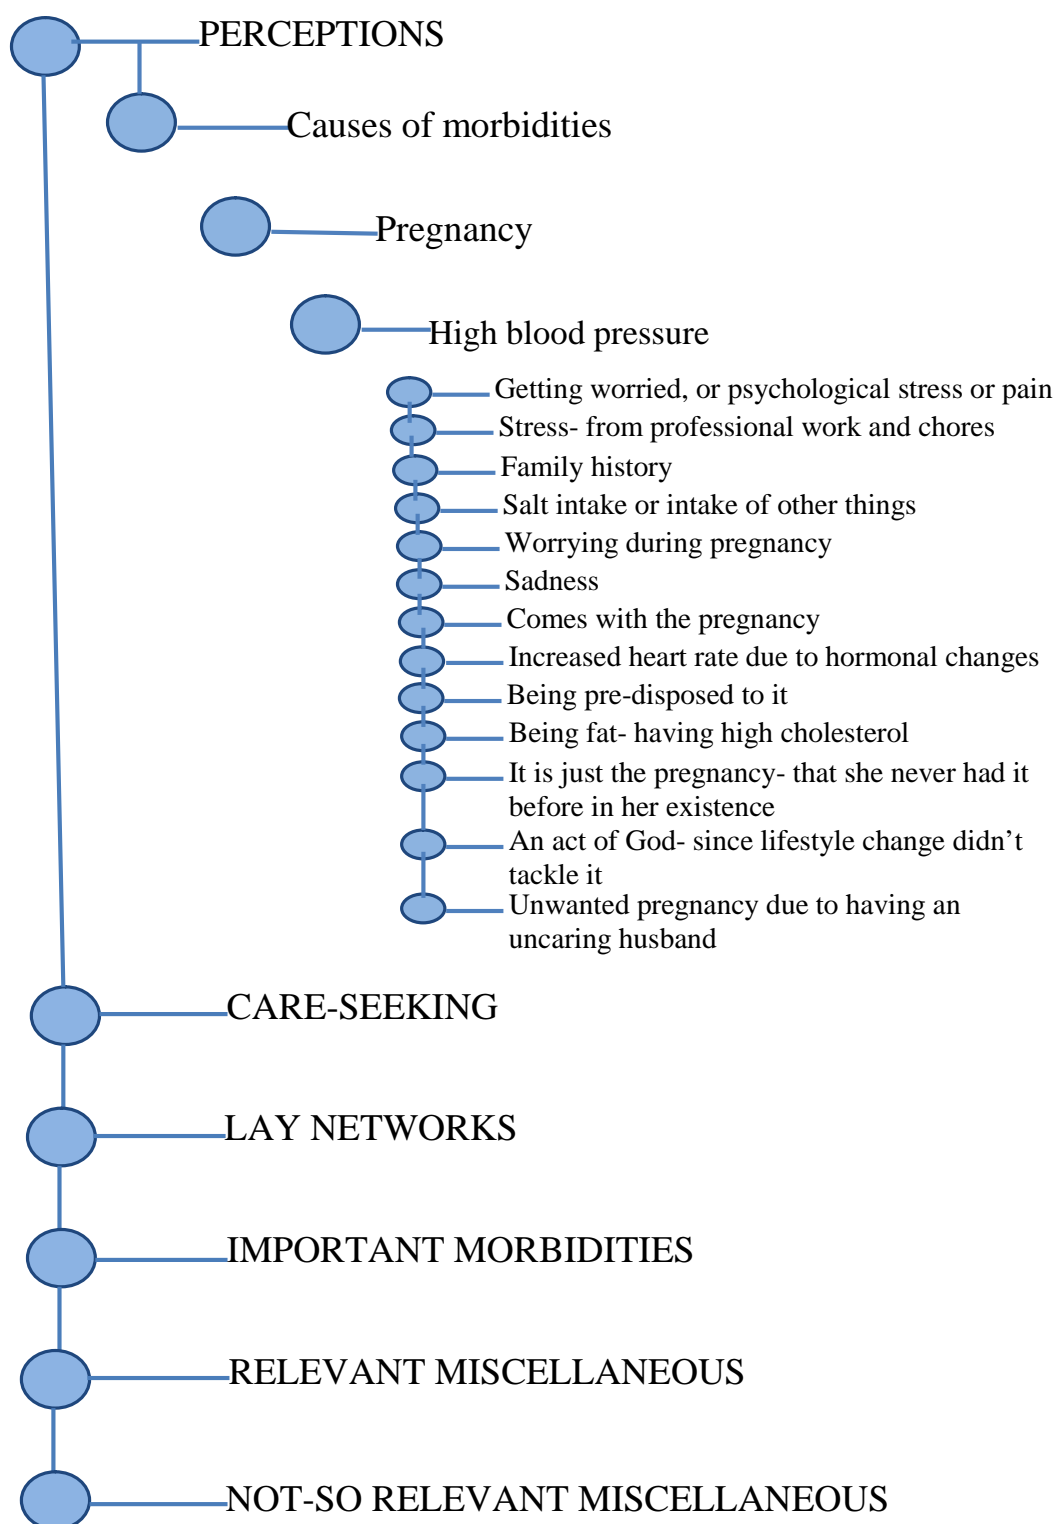 PERCEPTIONS
Causes of morbidities
Pregnancy
High blood pressure
Getting worried, or psychological stress or pain
Stress- from professional work and chores
Family history
Salt intake or intake of other things
Worrying during pregnancy
Sadness
Comes with the pregnancy
Increased heart rate due to hormonal changes
Being pre-disposed to it
Being fat- having high cholesterol
It is just the pregnancy- that she never had it
before in her existence
An act of God- since lifestyle change didn’t
tackle it
Unwanted pregnancy due to having an
uncaring husband
CARE-SEEKING
LAY NETWORKS
IMPORTANT MORBIDITIES
RELEVANT MISCELLANEOUS
NOT-SO RELEVANT MISCELLANEOUS